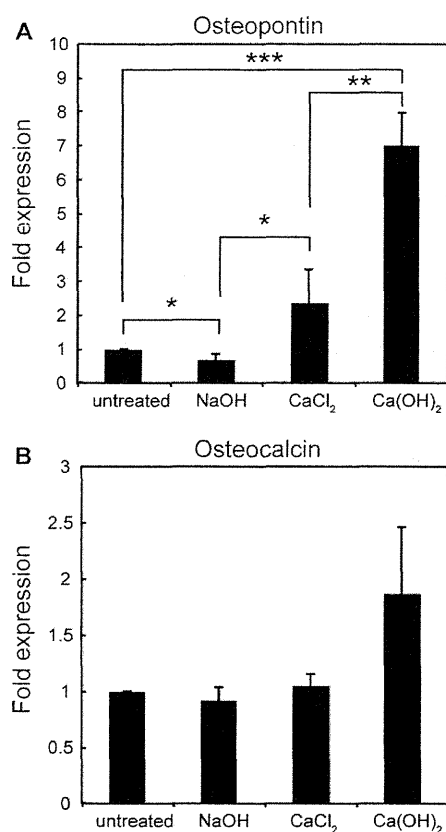 A
Osteopontin
Fold expression
10
9
8
7
6
5
4
3
2
1
0
***
**
*
*
untreated NaOH CaCl₂ Ca(OH)₂
B
Osteocalcin
Fold expression
3
2.5
2
1.5
1
0.5
0
untreated NaOH CaCl₂ Ca(OH)₂